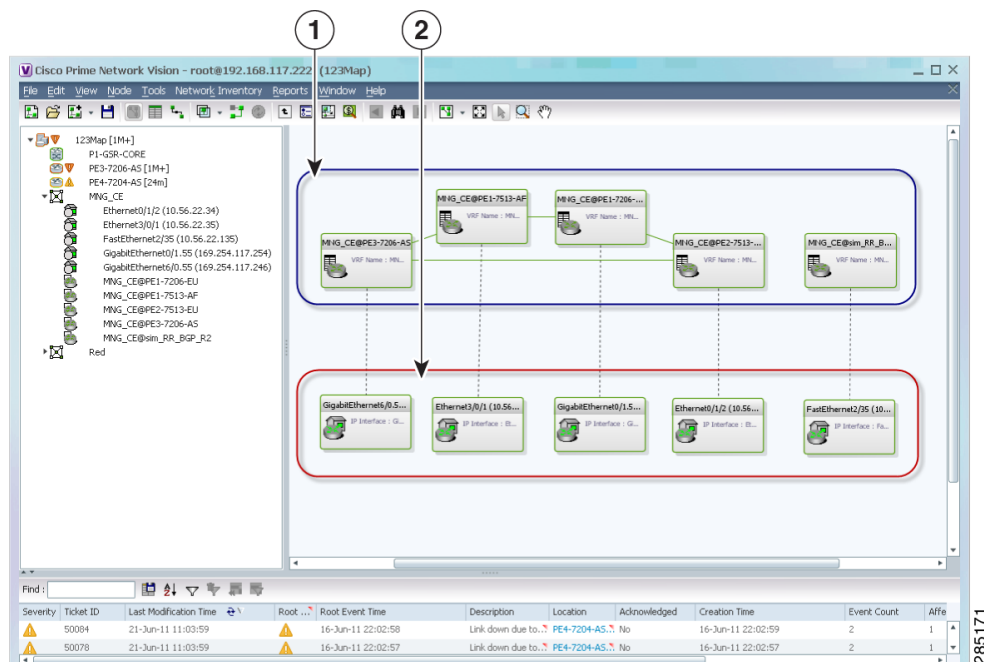 1
2
Cisco Prime Network Vision - root@192.168.117.222 (123Map)
File Edit View Node Tools Network Inventory Reports Window Help
123Map [1M+]
P1-GSR-CORE
PE3-7206-AS [1M+]
PE4-7204-AS [24m]
MNG_CE
Ethernet0/1/2 (10.56.22.34)
Ethernet3/0/1 (10.56.22.35)
FastEthernet2/35 (10.56.22.135)
GigabitEthernet0/1.55 (169.254.117.254)
GigabitEthernet6/0.55 (169.254.117.246)
MNG_CE@PE1-7206-EU
MNG_CE@PE1-7513-AF
MNG_CE@PE2-7513-EU
MNG_CE@PE3-7206-AS
MNG_CE@sim_RR_BGP_R2
Red
MNG_CE@PE1-7513-AF
VRF Name : MN...
MNG_CE@PE1-7206-...
VRF Name : MN...
MNG_CE@PE3-7206-AS
VRF Name : MN...
MNG_CE@PE2-7513-...
VRF Name : MN...
MNG_CE@sim_RR_B...
VRF Name : MN...
GigabitEthernet6/0.5...
IP Interface : Gi...
Ethernet3/0/1 (10.56...
IP Interface : Et...
GigabitEthernet0/1.5...
IP Interface : Gi...
Ethernet0/1/2 (10.56...
IP Interface : Et...
FastEthernet2/35 (10...
IP Interface : Fa...
Find :
Severity Ticket ID Last Modification Time Root ... Root Event Time Description Location Acknowledged Creation Time Event Count Affe
50084 21-Jun-11 11:03:59 16-Jun-11 22:02:58 Link down due to... PE4-7204-AS... No 16-Jun-11 22:02:59 2 1
50078 21-Jun-11 11:03:59 16-Jun-11 22:02:57 Link down due to... PE4-7204-AS... No 16-Jun-11 22:02:57 2 1
285171